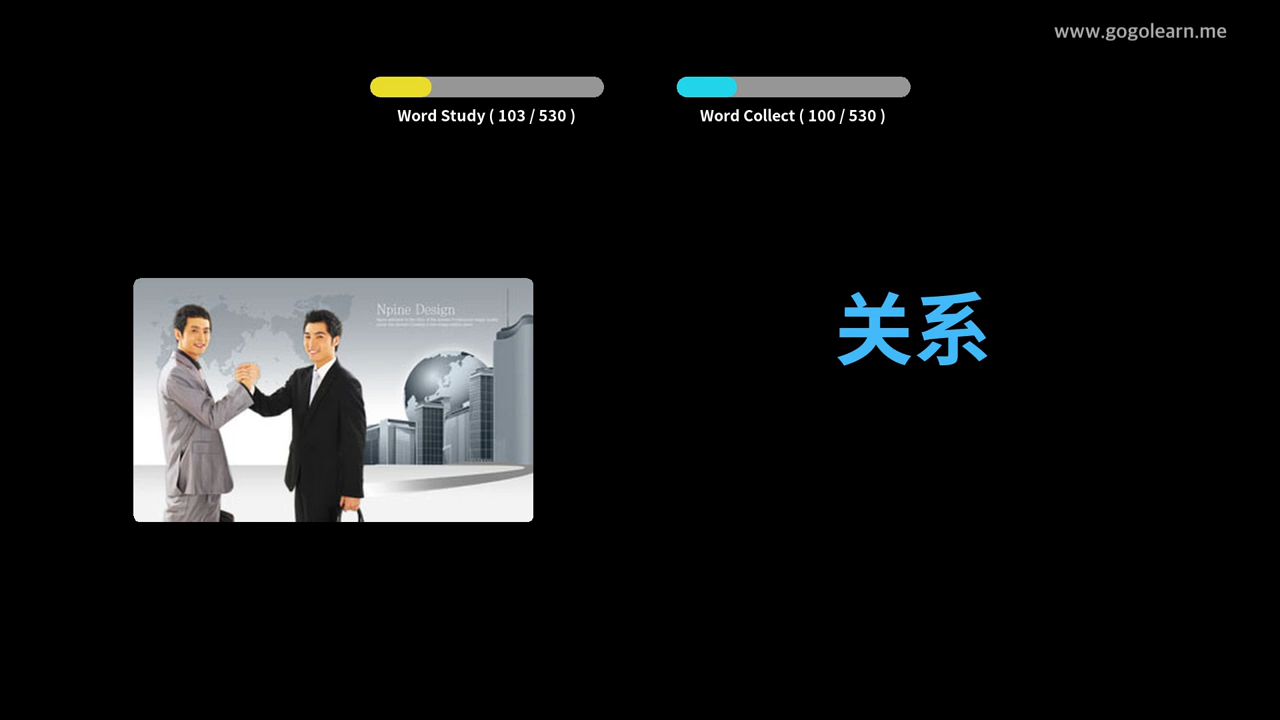 www.gogolearn.me
Word Study ( 103 / 530 )
Word Collect ( 100 / 530 )
Npine Design
关系